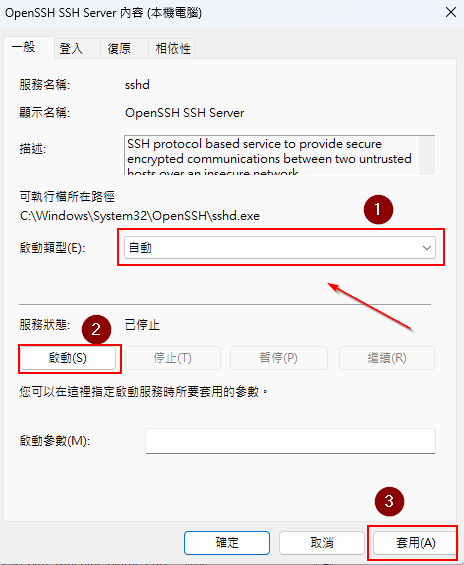 OpenSSH SSH Server 內容 (本機電腦)
一般 登入 復原 相依性
服務名稱: sshd
顯示名稱: OpenSSH SSH Server
描述: SSH protocol based service to provide secure
encrypted communications between two untrusted
hosts over an insecure network
可執行檔所在路徑
C:\Windows\System32\OpenSSH\sshd.exe
1
啟動類型(E): 自動
服務狀態: 2 已停止
啟動(S) 停止(T) 暫停(P) 繼續(R)
您可以在這裡指定啟動服務時所要套用的參數。
啟動參數(M):
3
確定 取消 套用(A)